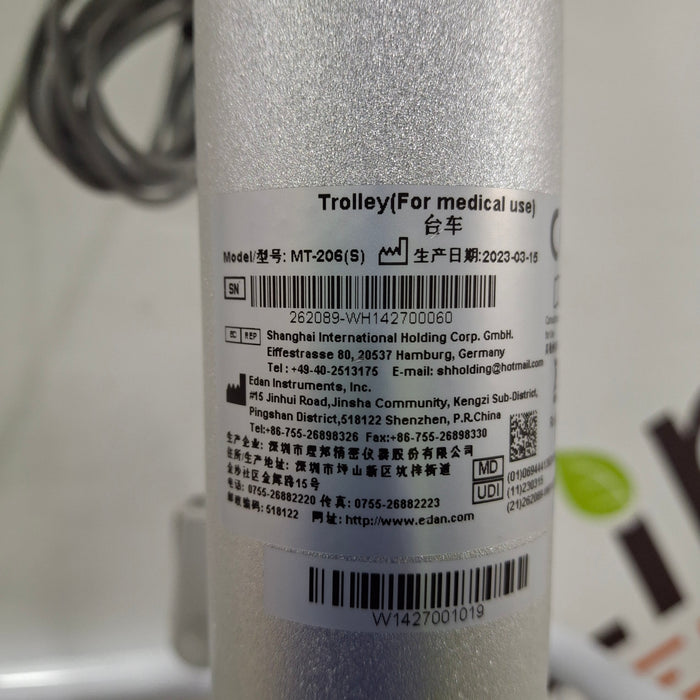 Trolley(For medical use)
台车
Model/型号: MT-206(S) 生产日期:2023-03-15
SN
262089-WH142700060
EC REP Shanghai International Holding Corp. GmbH.
Eiffestrasse 80, 20537 Hamburg, Germany
Tel : +49-40-2513175 E-mail: shholding@hotmail.com
Edan Instruments, Inc.
#15 Jinhui Road,Jinsha Community, Kengzi Sub-District,
Pingshan District,518122 Shenzhen, P.R.China
Tel:+86-755-26898326 Fax:+86-755-26898330
生产企业: 深圳市理邦精密仪器股份有限公司
住所/生产地址: 深圳市坪山新区坑梓街道
金沙社区金辉路15号
电话: 0755-26882220 传真: 0755-26882223
邮政编码: 518122 网址: http://www.edan.com
MD
UDI
(11)230315
W1427001019